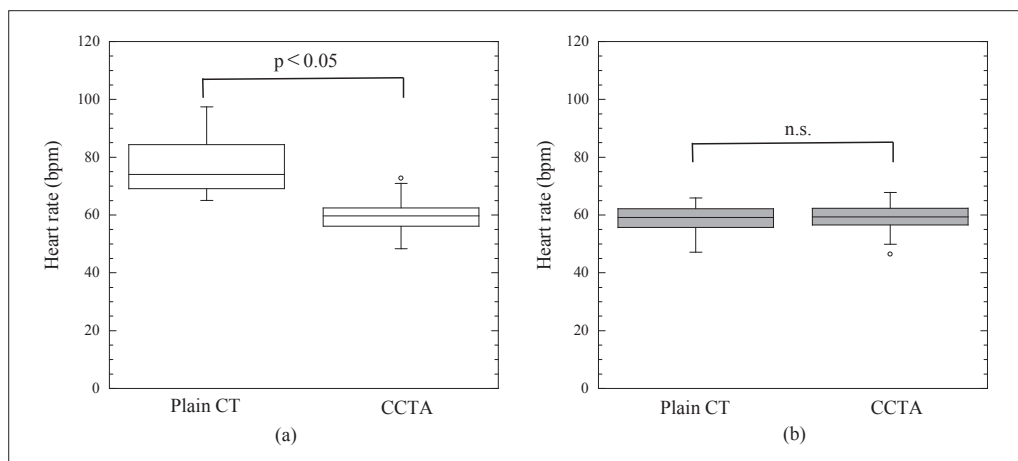 120
100
80
60
40
20
0
Heart rate (bpm)
p < 0.05
Plain CT
CCTA
(a)
120
100
80
60
40
20
0
Heart rate (bpm)
n.s.
Plain CT
CCTA
(b)